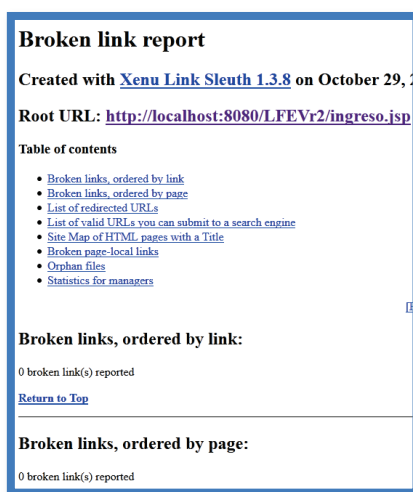 Broken link report
Created with Xenu Link Sleuth 1.3.8 on October 29,
Root URL: http://localhost:8080/LFEVr2/ingreso.jsp
Table of contents
Broken links, ordered by link
Broken links, ordered by page
List of redirected URLs
List of valid URLs you can submit to a search engine
Site Map of HTML pages with a Title
Broken page-local links
Orphan files
Statistics for managers
Broken links, ordered by link:
0 broken link(s) reported
Return to Top
Broken links, ordered by page:
0 broken link(s) reported